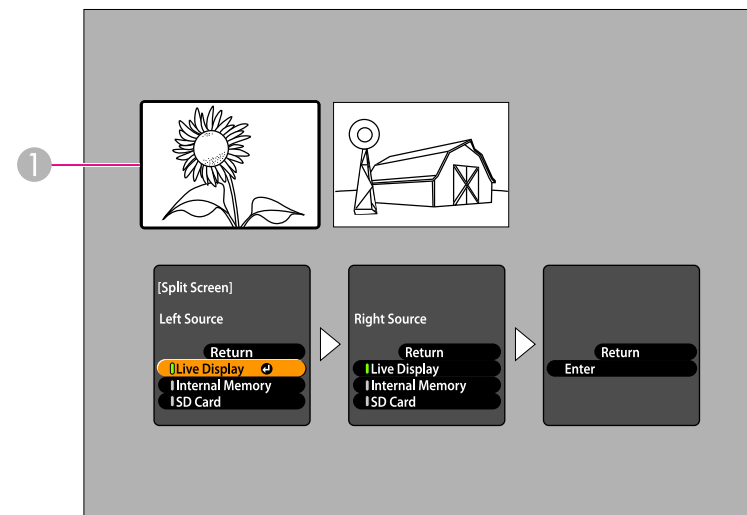 1
[Split Screen]
Left Source
Return
Live Display
Internal Memory
SD Card
Right Source
Return
Live Display
Internal Memory
SD Card
Return
Enter